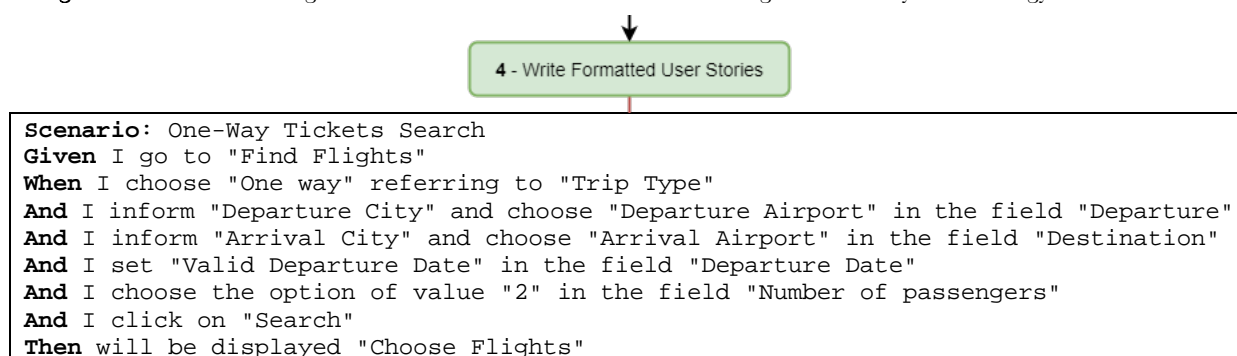 4 - Write Formatted User Stories
Scenario: One-Way Tickets Search
Given I go to "Find Flights"
When I choose "One way" referring to "Trip Type"
And I inform "Departure City" and choose "Departure Airport" in the field "Departure"
And I inform "Arrival City" and choose "Arrival Airport" in the field "Destination"
And I set "Valid Departure Date" in the field "Departure Date"
And I choose the option of value "2" in the field "Number of passengers"
And I click on "Search"
Then will be displayed "Choose Flights"